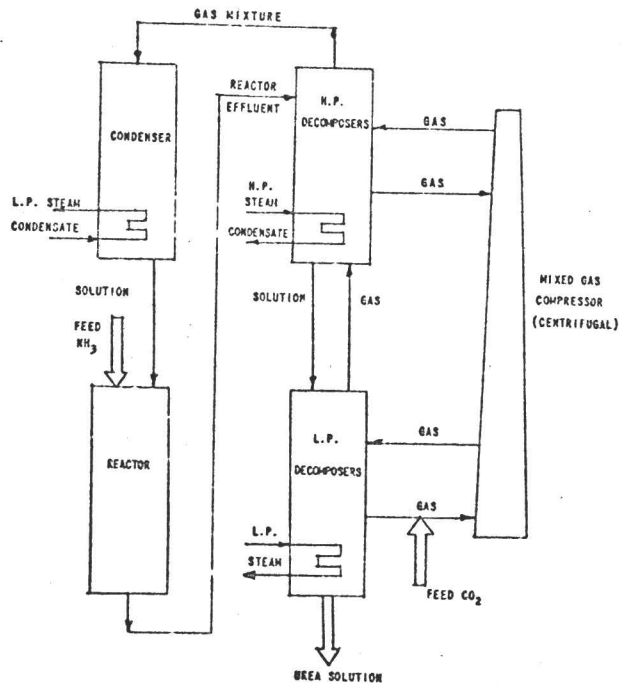 GAS MIXTURE
CONDENSER
REACTOR
EFFLUENT
H.P.
DECOMPOSERS
GAS
L.P. STEAM
CONDENSATE
H.P.
STEAM
CONDENSATE
GAS
SOLUTION
FEED
NH3
SOLUTION
GAS
MIXED GAS
COMPRESSOR
(CENTRIFUGAL)
REACTOR
L.P.
DECOMPOSERS
GAS
GAS
L.P.
STEAM
FEED CO2
UREA SOLUTION